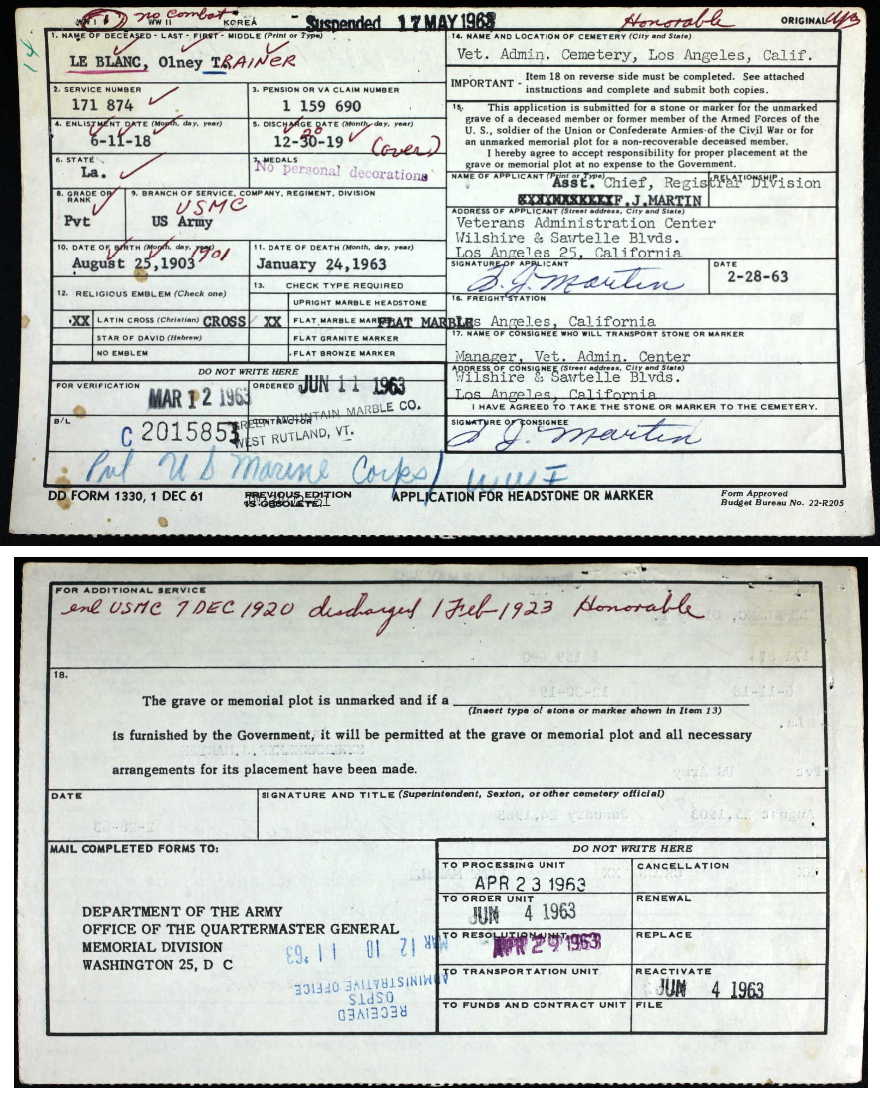 WW I no combat WW II KOREA Suspended 17 MAY 1963 Honorable ORIGINAL
1. NAME OF DECEASED - LAST - FIRST - MIDDLE (Print or Type)
LE BLANC, Olney T. RAINER
2. SERVICE NUMBER
171 874
3. PENSION OR VA CLAIM NUMBER
1 159 690
4. ENLISTMENT DATE (Month, day, year)
6-11-18
5. DISCHARGE DATE (Month, day, year)
12-30-19 20 (over)
6. STATE
La.
7. MEDALS
No personal decorations
8. GRADE OR RANK
Pvt
9. BRANCH OF SERVICE, COMPANY, REGIMENT, DIVISION
USMC
US Army
10. DATE OF BIRTH (Month, day, year)
August 25,1903 1901
11. DATE OF DEATH (Month, day, year)
January 24,1963
12. RELIGIOUS EMBLEM (Check one)
XX LATIN CROSS (Christian) CROSS
STAR OF DAVID (Hebrew)
NO EMBLEM
13. CHECK TYPE REQUIRED
UPRIGHT MARBLE HEADSTONE
XX FLAT MARBLE MARKER FLAT MARBLE
FLAT GRANITE MARKER
FLAT BRONZE MARKER
DO NOT WRITE HERE
FOR VERIFICATION
MAR 12 1963
ORDERED JUN 11 1963
B/L
C 2015853
CONTRACTOR
GREEN MOUNTAIN MARBLE CO.
WEST RUTLAND, VT.
14. NAME AND LOCATION OF CEMETERY (City and State)
Vet. Admin. Cemetery, Los Angeles, Calif.
IMPORTANT - Item 18 on reverse side must be completed. See attached
instructions and complete and submit both copies.
15. This application is submitted for a stone or marker for the unmarked
grave of a deceased member or former member of the Armed Forces of the
U. S., soldier of the Union or Confederate Armies of the Civil War or for
an unmarked memorial plot for a non-recoverable deceased member.
I hereby agree to accept responsibility for proper placement at the
grave or memorial plot at no expense to the Government.
NAME OF APPLICANT (Print or Type) RELATIONSHIP
Asst. Chief, Registrar Division
F.J.MARTIN
ADDRESS OF APPLICANT (Street address, City and State)
Veterans Administration Center
Wilshire & Sawtelle Blvds.
Los Angeles 25, California
SIGNATURE OF APPLICANT
F. J. Martin
DATE
2-28-63
16. FREIGHT STATION
Los Angeles, California
17. NAME OF CONSIGNEE WHO WILL TRANSPORT STONE OR MARKER
Manager, Vet. Admin. Center
ADDRESS OF CONSIGNEE (Street address, City and State)
Wilshire & Sawtelle Blvds.
Los Angeles, California
I HAVE AGREED TO TAKE THE STONE OR MARKER TO THE CEMETERY.
SIGNATURE OF CONSIGNEE
F. J. Martin
Pvt U S Marine Corps / WW I
DD FORM 1330, 1 DEC 61 PREVIOUS EDITION IS OBSOLETE. APPLICATION FOR HEADSTONE OR MARKER Form Approved
Budget Bureau No. 22-R205
FOR ADDITIONAL SERVICE
enl USMC 7 DEC 1920 discharged 1 Feb-1923 Honorable
18.
The grave or memorial plot is unmarked and if a
(Insert type of stone or marker shown in Item 13)
is furnished by the Government, it will be permitted at the grave or memorial plot and all necessary
arrangements for its placement have been made.
DATE
SIGNATURE AND TITLE (Superintendent, Sexton, or other cemetery official)
MAIL COMPLETED FORMS TO:
DEPARTMENT OF THE ARMY
OFFICE OF THE QUARTERMASTER GENERAL
MEMORIAL DIVISION
WASHINGTON 25, D C
MAR 12 10 11 '63
ADMINISTRATIVE OFFICE
OSPTS
RECEIVED
DO NOT WRITE HERE
TO PROCESSING UNIT
APR 23 1963
CANCELLATION
TO ORDER UNIT
JUN 4 1963
RENEWAL
TO RESOLUTION UNIT
APR 29 1963
REPLACE
TO TRANSPORTATION UNIT
REACTIVATE
JUN 4 1963
TO FUNDS AND CONTRACT UNIT
FILE